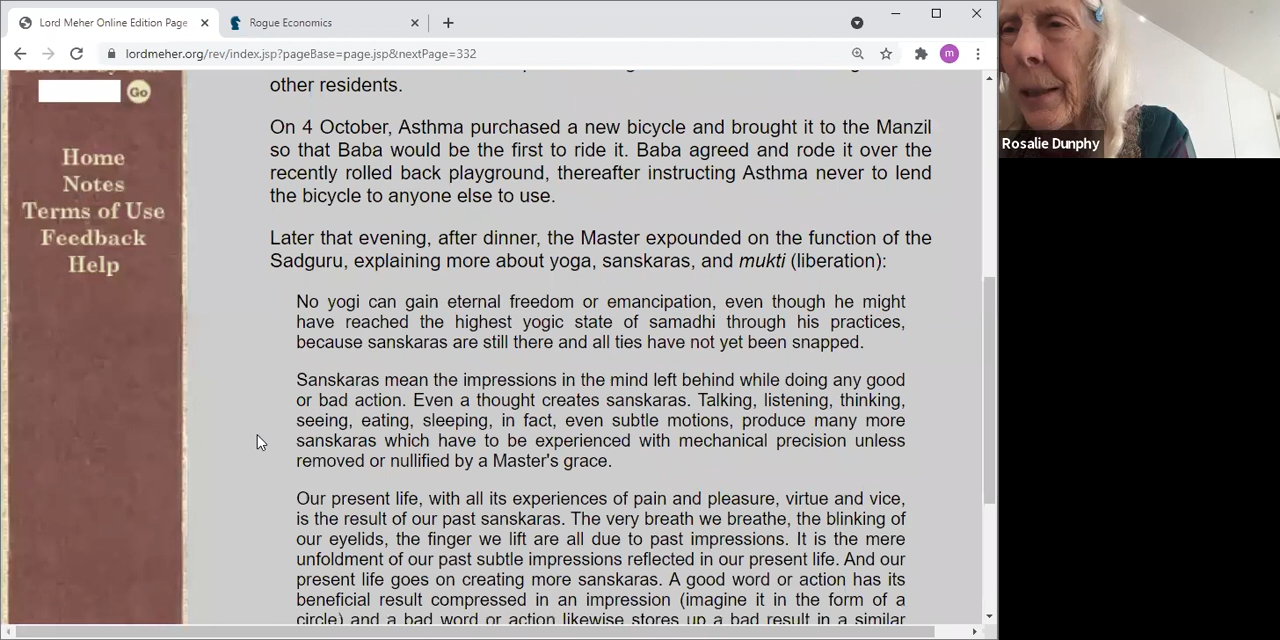 Lord Meher Online Edition Page
Rogue Economics
lordmeher.org/rev/index.jsp?pageBase=page.jsp&nextPage=332
m
Go
Home
Notes
Terms of Use
Feedback
Help
other residents.
On 4 October, Asthma purchased a new bicycle and brought it to the Manzil
so that Baba would be the first to ride it. Baba agreed and rode it over the
recently rolled back playground, thereafter instructing Asthma never to lend
the bicycle to anyone else to use.
Later that evening, after dinner, the Master expounded on the function of the
Sadguru, explaining more about yoga, sanskaras, and mukti (liberation):
No yogi can gain eternal freedom or emancipation, even though he might
have reached the highest yogic state of samadhi through his practices,
because sanskaras are still there and all ties have not yet been snapped.
Sanskaras mean the impressions in the mind left behind while doing any good
or bad action. Even a thought creates sanskaras. Talking, listening, thinking,
seeing, eating, sleeping, in fact, even subtle motions, produce many more
sanskaras which have to be experienced with mechanical precision unless
removed or nullified by a Master's grace.
Our present life, with all its experiences of pain and pleasure, virtue and vice,
is the result of our past sanskaras. The very breath we breathe, the blinking of
our eyelids, the finger we lift are all due to past impressions. It is the mere
unfoldment of our past subtle impressions reflected in our present life. And our
present life goes on creating more sanskaras. A good word or action has its
beneficial result compressed in an impression (imagine it in the form of a
circle) and a bad word or action likewise stores up a bad result in a similar
Rosalie Dunphy